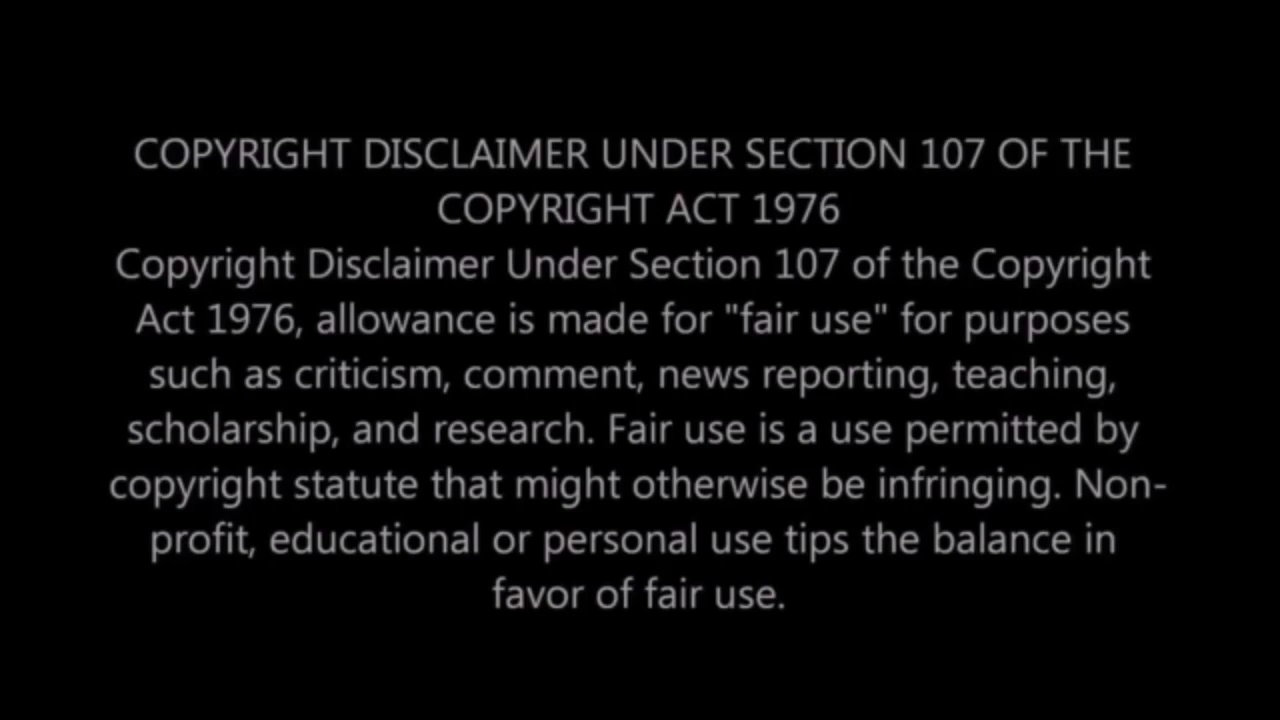 COPYRIGHT DISCLAIMER UNDER SECTION 107 OF THE
COPYRIGHT ACT 1976
Copyright Disclaimer Under Section 107 of the Copyright
Act 1976, allowance is made for "fair use" for purposes
such as criticism, comment, news reporting, teaching,
scholarship, and research. Fair use is a use permitted by
copyright statute that might otherwise be infringing. Non-
profit, educational or personal use tips the balance in
favor of fair use.